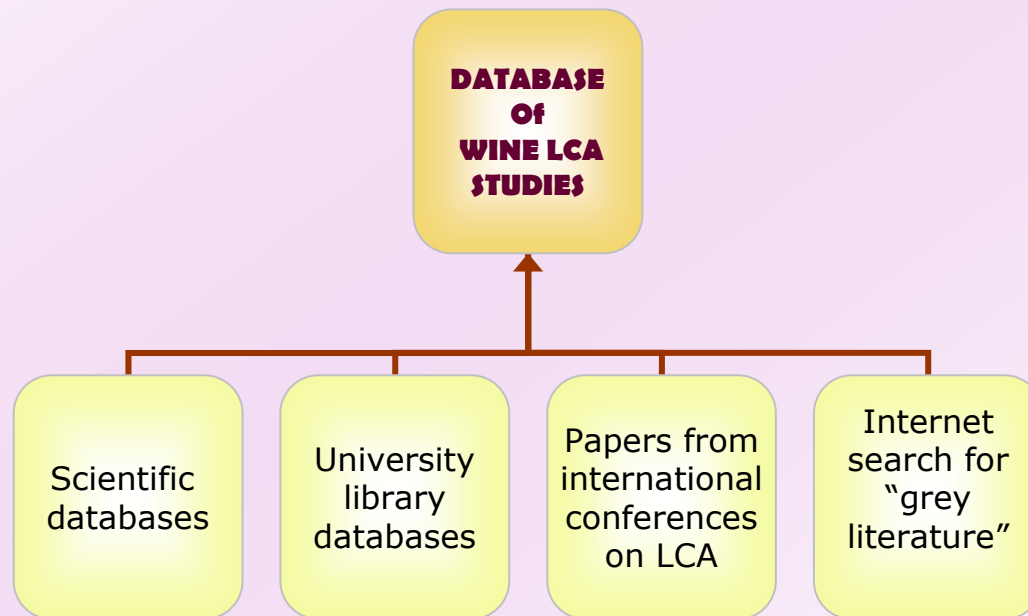 DATABASE
Of
WINE LCA
STUDIES
Scientific
databases
University
library
databases
Papers from
international
conferences
on LCA
Internet
search for
“grey
literature”